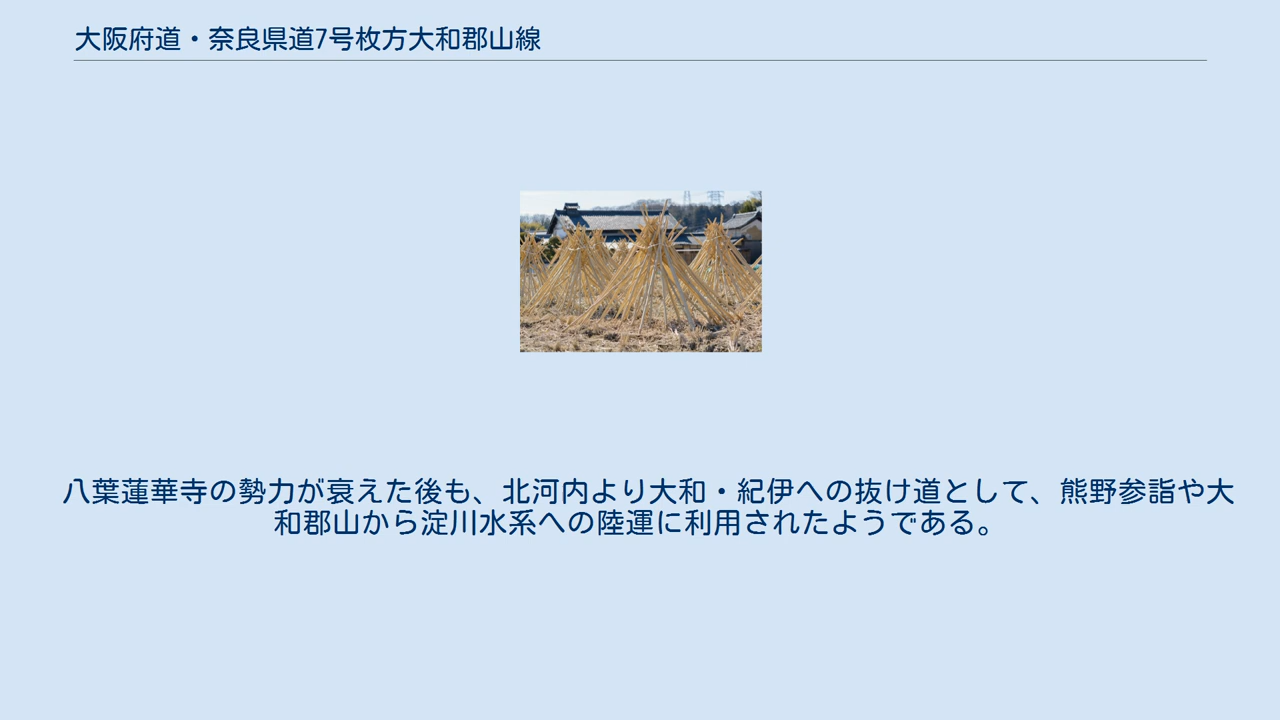 大阪府道・奈良県道7号枚方大和郡山線
八葉蓮華寺の勢力が衰えた後も、北河内より大和・紀伊への抜け道として、熊野参詣や大
和郡山から淀川水系への陸運に利用されたようである。